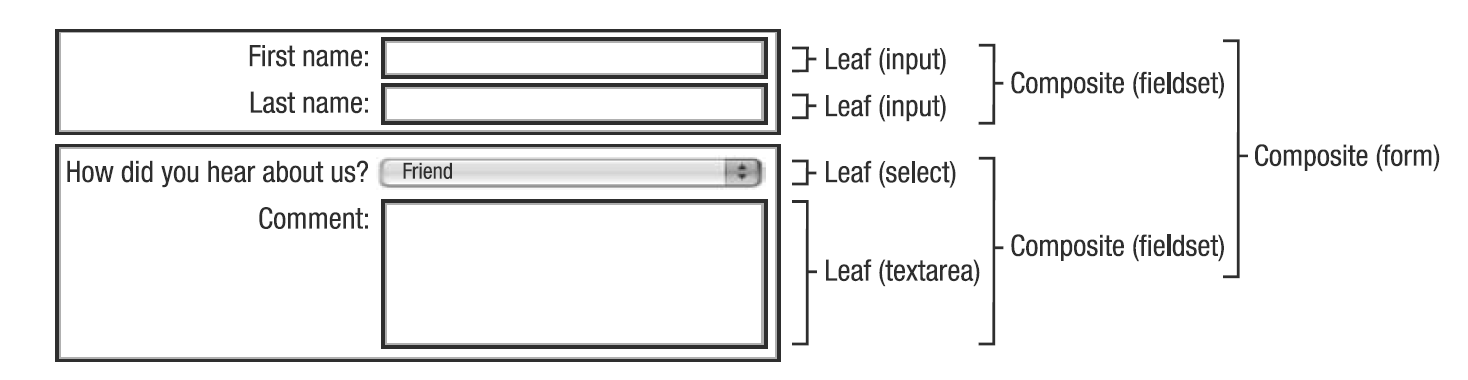 First name:
Leaf (input)
Composite (fieldset)
Last name:
Leaf (input)
Composite (form)
How did you hear about us?
Friend
Leaf (select)
Comment:
Composite (fieldset)
Leaf (textarea)